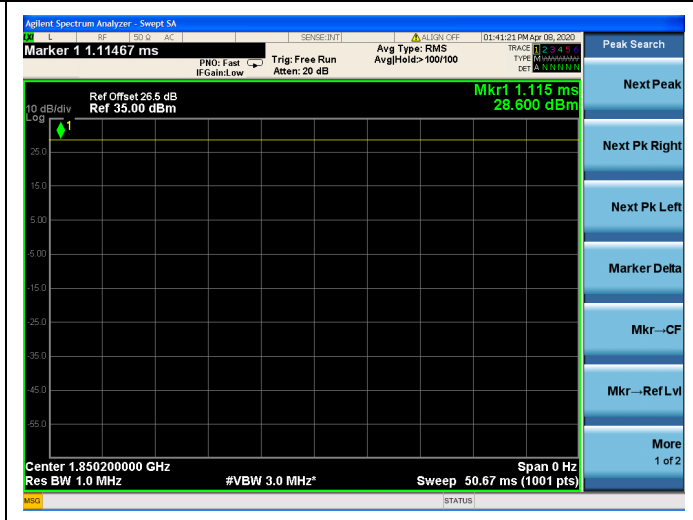 Agilent Spectrum Analyzer - Swept SA
LXI L RF 50 Ω AC SENSE:INT ALIGN OFF 01:41:21 PM Apr 08, 2020
Marker 1 1.11467 ms
PNO: Fast
IFGain:Low
Trig: Free Run
Atten: 20 dB
Avg Type: RMS
Avg|Hold:>100/100
TRACE 1 2 3 4 5 6
TYPE M
DET A N N N N N
Ref Offset 26.5 dB
Ref 35.00 dBm
10 dB/div
Log
Mkr1 1.115 ms
28.600 dBm
1
25.0
15.0
5.00
-5.00
-15.0
-25.0
-35.0
-45.0
-55.0
Center 1.850200000 GHz
Span 0 Hz
Res BW 1.0 MHz
#VBW 3.0 MHz*
Sweep 50.67 ms (1001 pts)
MSG
STATUS
Peak Search
Next Peak
Next Pk Right
Next Pk Left
Marker Delta
Mkr→CF
Mkr→Ref Lvl
More
1 of 2